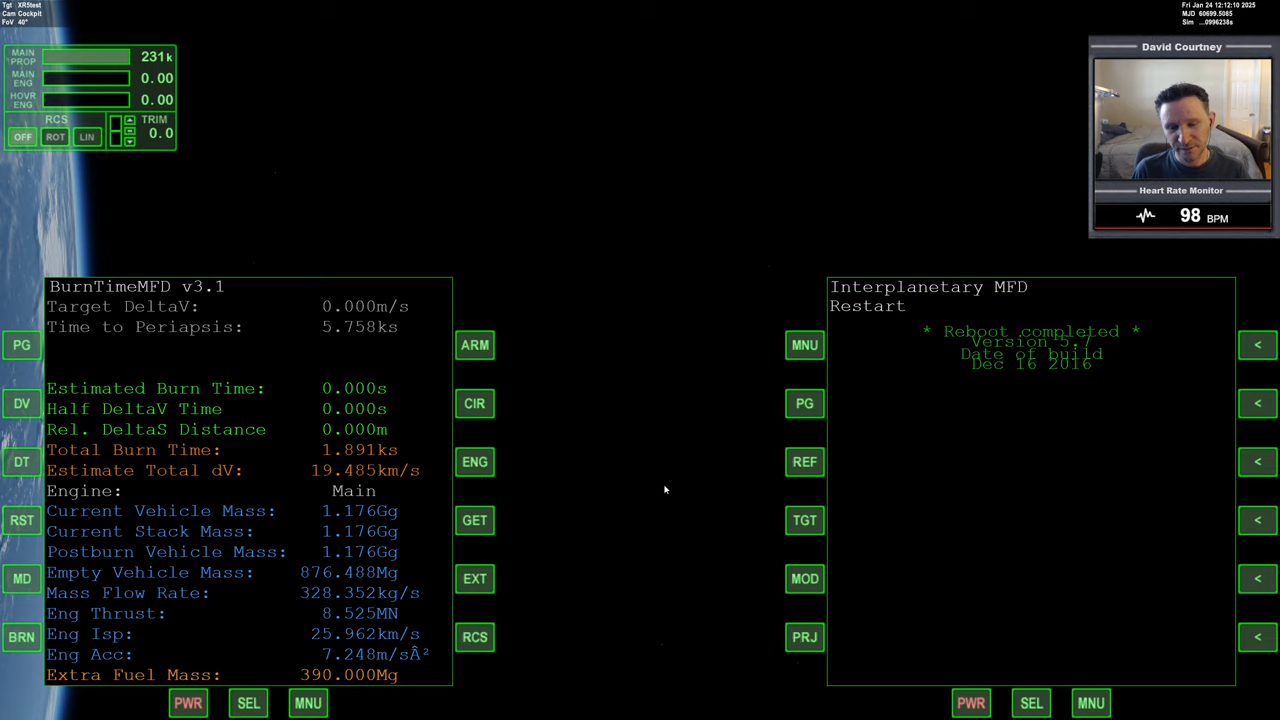 Tgt XR5test
Cam Cockpit
FoV 40°
Fri Jan 24 12:12:10 2025
MJD 60699.5085
Sim ...0996238s
MAIN PROP 231k
MAIN ENG 0.00
HOVR ENG 0.00
RCS TRIM
OFF ROT LIN 0.0
David Courtney
Heart Rate Monitor
98 BPM
BurnTimeMFD v3.1
Target DeltaV: 0.000m/s
Time to Periapsis: 5.758ks
Estimated Burn Time: 0.000s
Half DeltaV Time 0.000s
Rel. DeltaS Distance 0.000m
Total Burn Time: 1.891ks
Estimate Total dV: 19.485km/s
Engine: Main
Current Vehicle Mass: 1.176Gg
Current Stack Mass: 1.176Gg
Postburn Vehicle Mass: 1.176Gg
Empty Vehicle Mass: 876.488Mg
Mass Flow Rate: 328.352kg/s
Eng Thrust: 8.525MN
Eng Isp: 25.962km/s
Eng Acc: 7.248m/sÂ²
Extra Fuel Mass: 390.000Mg
PG
DV
DT
RST
MD
BRN
ARM
CIR
ENG
GET
EXT
RCS
PWR SEL MNU
Interplanetary MFD
Restart
* Reboot completed *
Version 5.7
Date of build
Dec 16 2016
MNU
PG
REF
TGT
MOD
PRJ
<
<
<
<
<
<
PWR SEL MNU